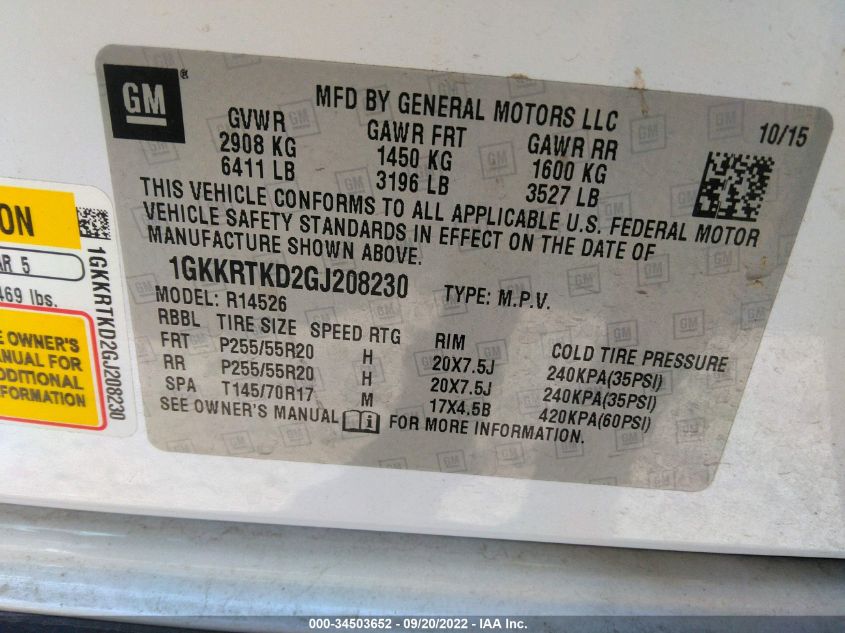 GM
®
MFD BY GENERAL MOTORS LLC
10/15
GVWR GAWR FRT GAWR RR
2908 KG 1450 KG 1600 KG
6411 LB 3196 LB 3527 LB
THIS VEHICLE CONFORMS TO ALL APPLICABLE U.S. FEDERAL MOTOR
VEHICLE SAFETY STANDARDS IN EFFECT ON THE DATE OF
MANUFACTURE SHOWN ABOVE.
1GKKRTKD2GJ208230 TYPE: M.P.V.
MODEL: R14526
RBBL TIRE SIZE SPEED RTG RIM COLD TIRE PRESSURE
FRT P255/55R20 H 20X7.5J 240KPA(35PSI)
RR P255/55R20 H 20X7.5J 240KPA(35PSI)
SPA T145/70R17 M 17X4.5B 420KPA(60PSI)
SEE OWNER'S MANUAL FOR MORE INFORMATION.
ON
AR 5
469 lbs.
OWNER'S
MANUAL FOR
DDITIONAL
FORMATION
1GKKRTKD2GJ208230
000-34503652 - 09/20/2022 - IAA Inc.